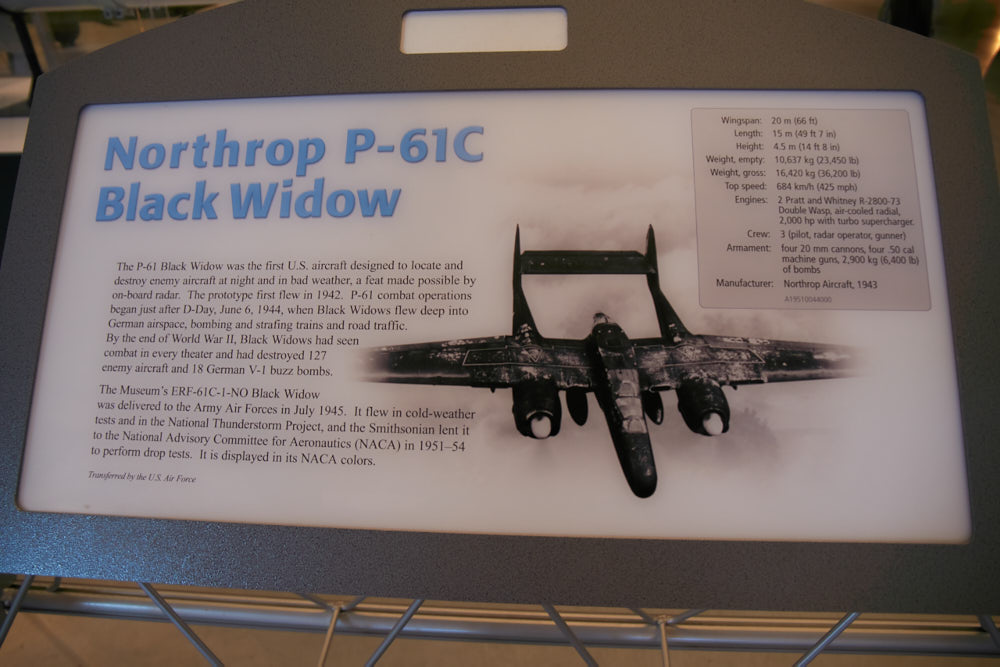 Northrop P-61C
Black Widow
The P-61 Black Widow was the first U.S. aircraft designed to locate and
destroy enemy aircraft at night and in bad weather, a feat made possible by
on-board radar. The prototype first flew in 1942. P-61 combat operations
began just after D-Day, June 6, 1944, when Black Widows flew deep into
German airspace, bombing and strafing trains and road traffic.
By the end of World War II, Black Widows had seen
combat in every theater and had destroyed 127
enemy aircraft and 18 German V-1 buzz bombs.
The Museum's ERF-61C-1-NO Black Widow
was delivered to the Army Air Forces in July 1945. It flew in cold-weather
tests and in the National Thunderstorm Project, and the Smithsonian lent it
to the National Advisory Committee for Aeronautics (NACA) in 1951–54
to perform drop tests. It is displayed in its NACA colors.
Transferred by the U.S. Air Force
Wingspan: 20 m (66 ft)
Length: 15 m (49 ft 7 in)
Height: 4.5 m (14 ft 8 in)
Weight, empty: 10,637 kg (23,450 lb)
Weight, gross: 16,420 kg (36,200 lb)
Top speed: 684 km/h (425 mph)
Engines: 2 Pratt and Whitney R-2800-73
Double Wasp, air-cooled radial,
2,000 hp with turbo supercharger.
Crew: 3 (pilot, radar operator, gunner)
Armament: four 20 mm cannons, four .50 cal
machine guns, 2,900 kg (6,400 lb)
of bombs
Manufacturer: Northrop Aircraft, 1943
A19510044000